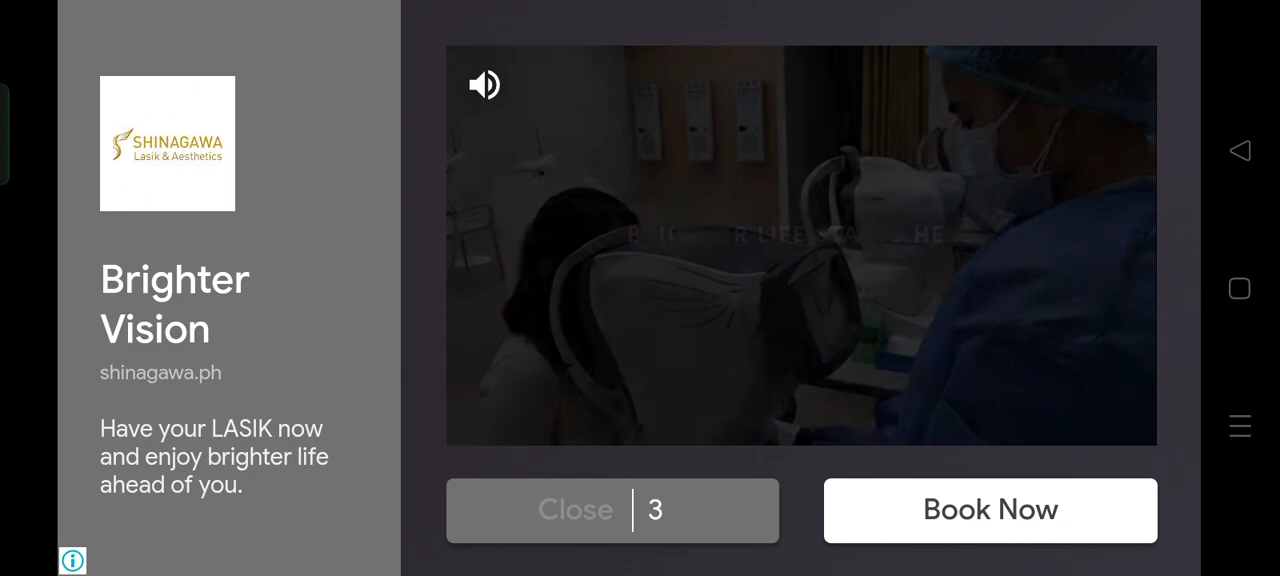 SHINAGAWA
Lasik & Aesthetics
Brighter
Vision
shinagawa.ph
Have your LASIK now
and enjoy brighter life
ahead of you.
LIFE
Close 3
Book Now